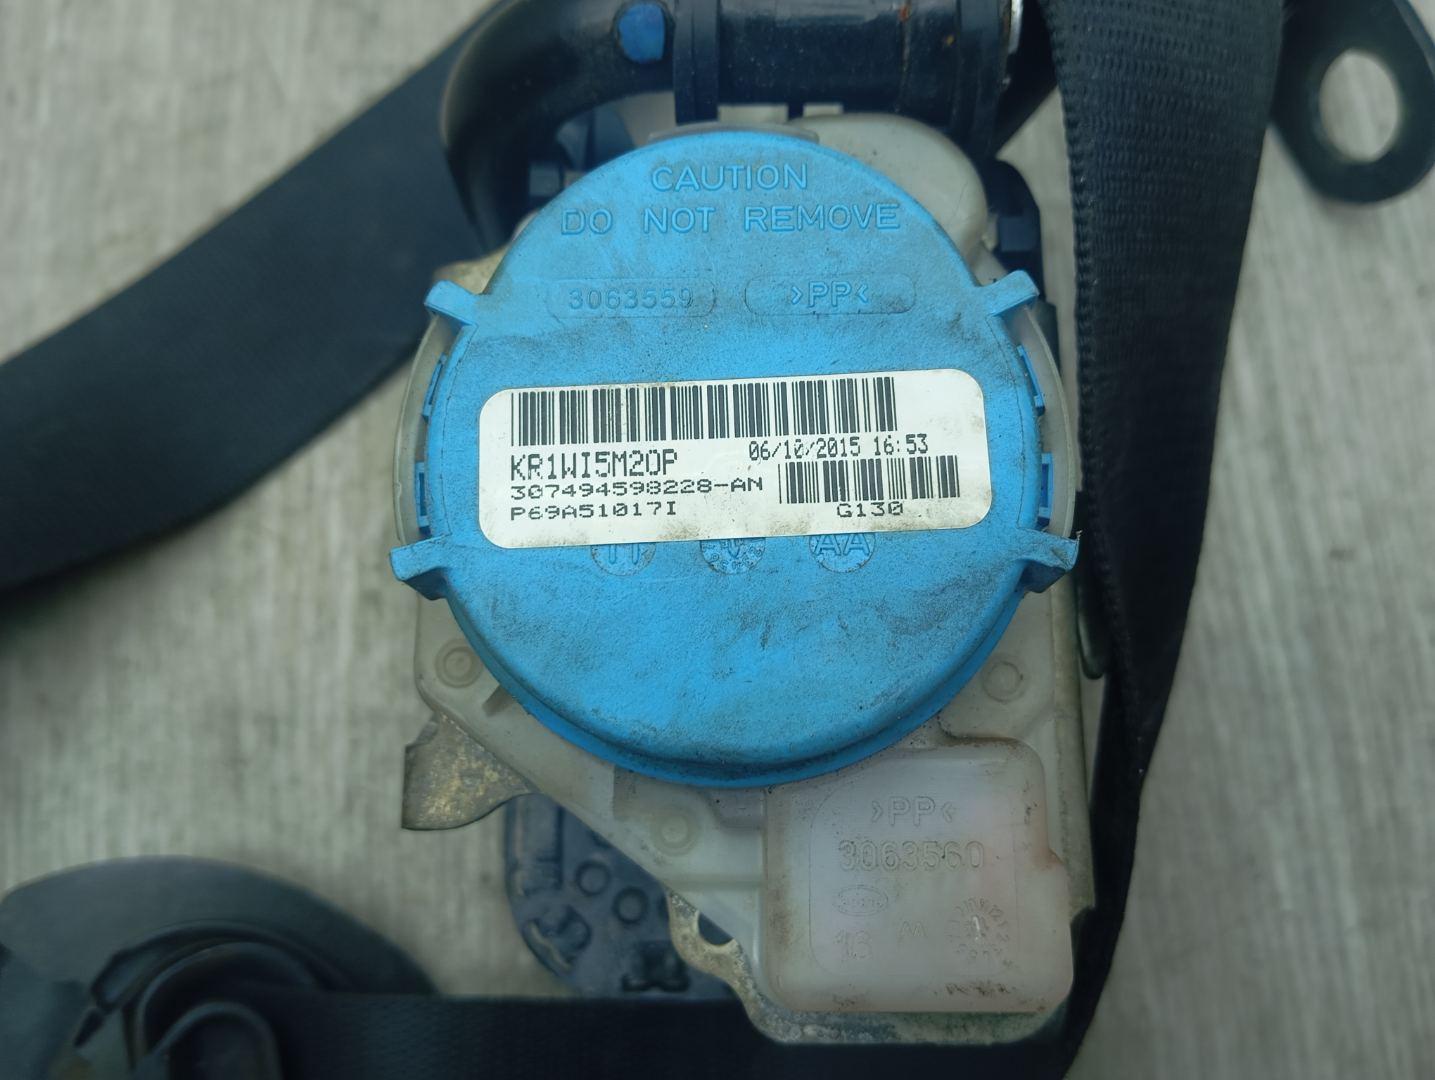 CAUTION
DO NOT REMOVE
3063559 >PP<
06/10/2015 16:53
KR1WI5M2OP
307494598228-AN
P69A51017I G130
AA
>PP<
3063560
13